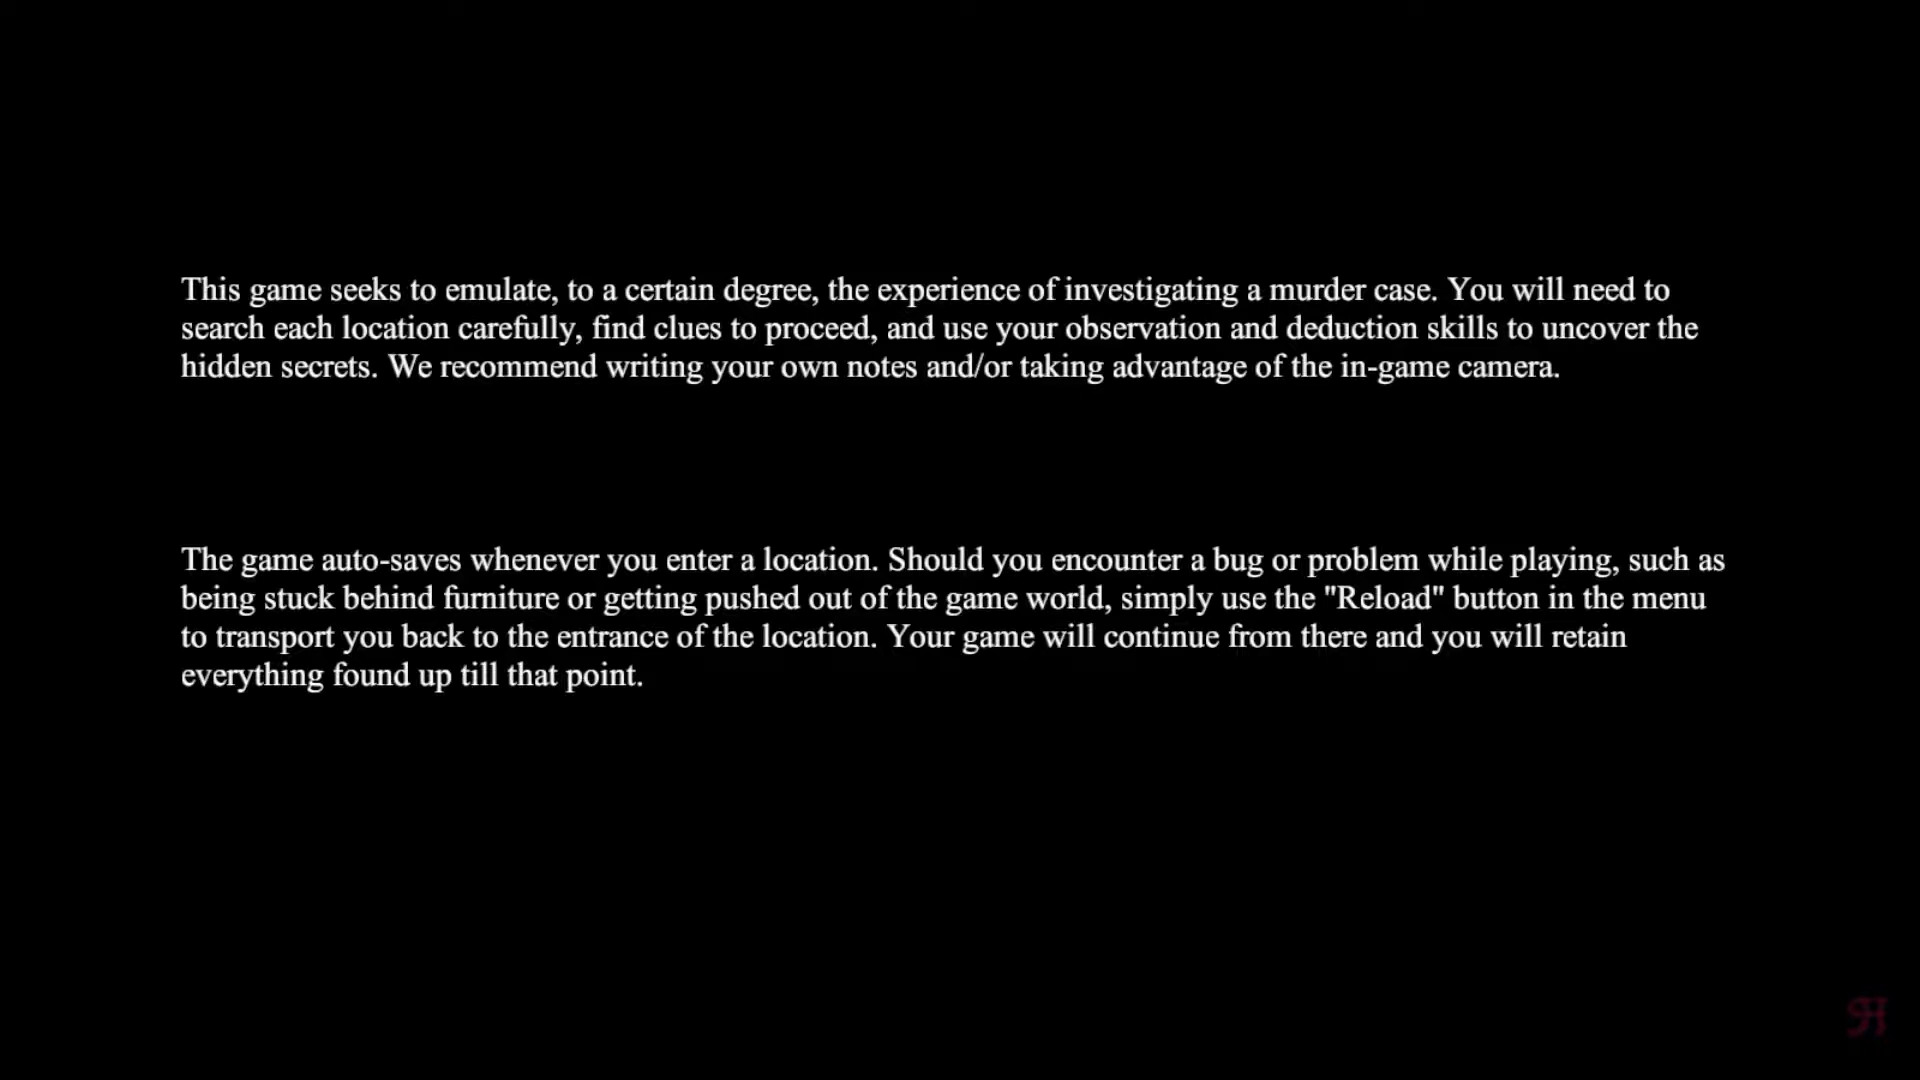 This game seeks to emulate, to a certain degree, the experience of investigating a murder case. You will need to
search each location carefully, find clues to proceed, and use your observation and deduction skills to uncover the
hidden secrets. We recommend writing your own notes and/or taking advantage of the in-game camera.
The game auto-saves whenever you enter a location. Should you encounter a bug or problem while playing, such as
being stuck behind furniture or getting pushed out of the game world, simply use the "Reload" button in the menu
to transport you back to the entrance of the location. Your game will continue from there and you will retain
everything found up till that point.